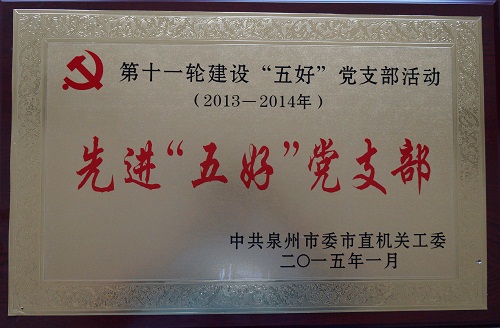 第十一轮建设“五好”党支部活动
（2013—2014年）
先进“五好”党支部
中共泉州市委市直机关工委
二〇一五年一月